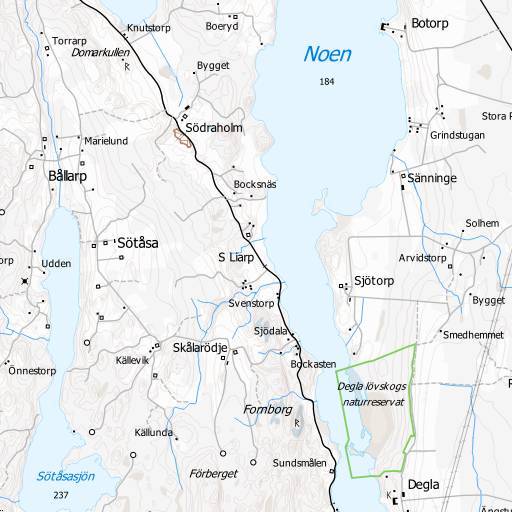 Boeryd
Botorp
Knutstorp
Torrarp
Noen
Domarkullen
R
Bygget
184
Stora
Södraholm
Grindstugan
Marielund
Bållarp
Sänninge
Bocksnäs
Solhem
Sötåsa
S Liarp
Arvidstorp
Udden
Sjötorp
Bygget
Svenstorp
Sjödala
Smedhemmet
Skålarödje
Källevik
Bockasten
Önnestorp
Degla lövskogs
naturreservat
Fornborg
R
Källunda
Sundsmålen
Förberget
Sötåsasjön
Degla
237
K